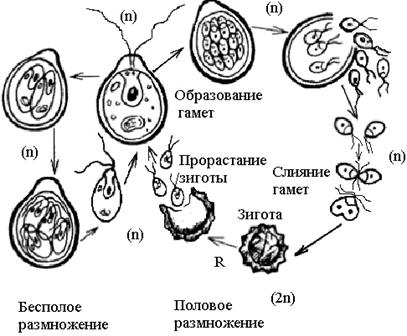 (n)
(n)
Образование
гамет
(n)
Прорастание
зиготы
(n)
Слияние
гамет
(n)
Зигота
R
(2n)
Бесполое
размножение
Половое
размножение